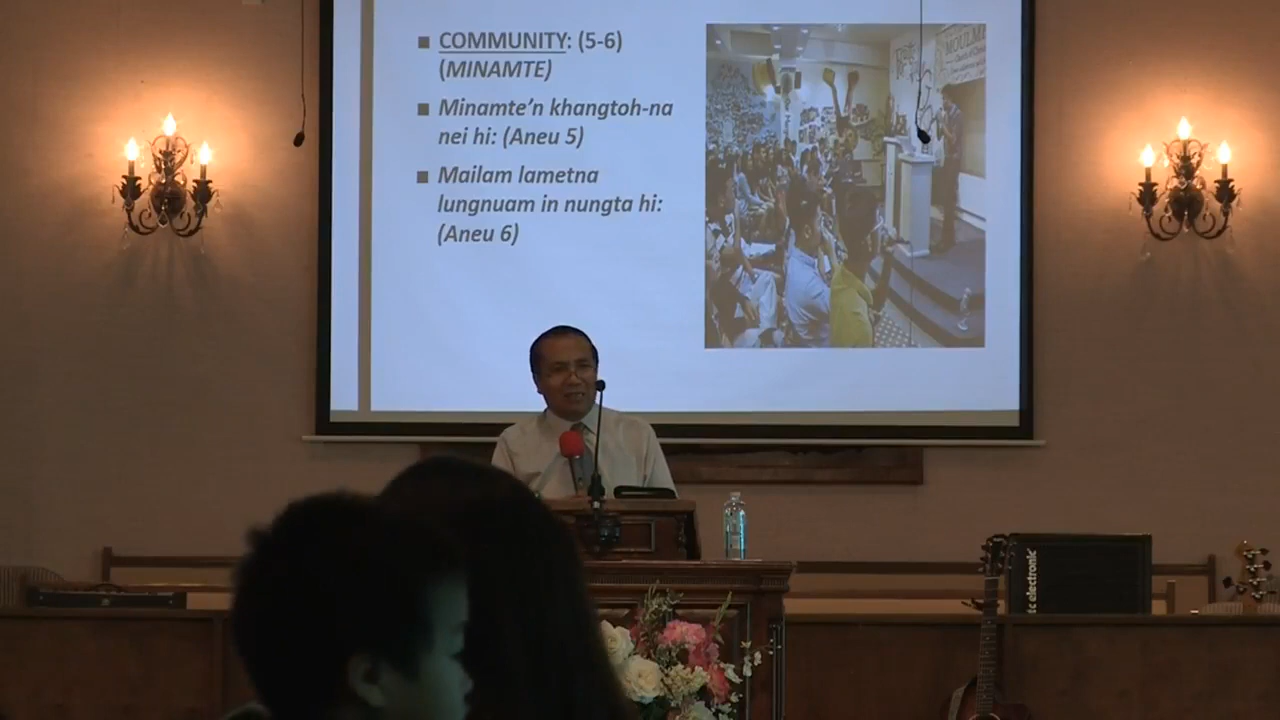 COMMUNITY: (5-6)
(MINAMTE)
Minamte'n khangtoh-na
nei hi: (Aneu 5)
Mailam lametna
lungnuam in nungta hi:
(Aneu 6)
MOULME
tc electronic